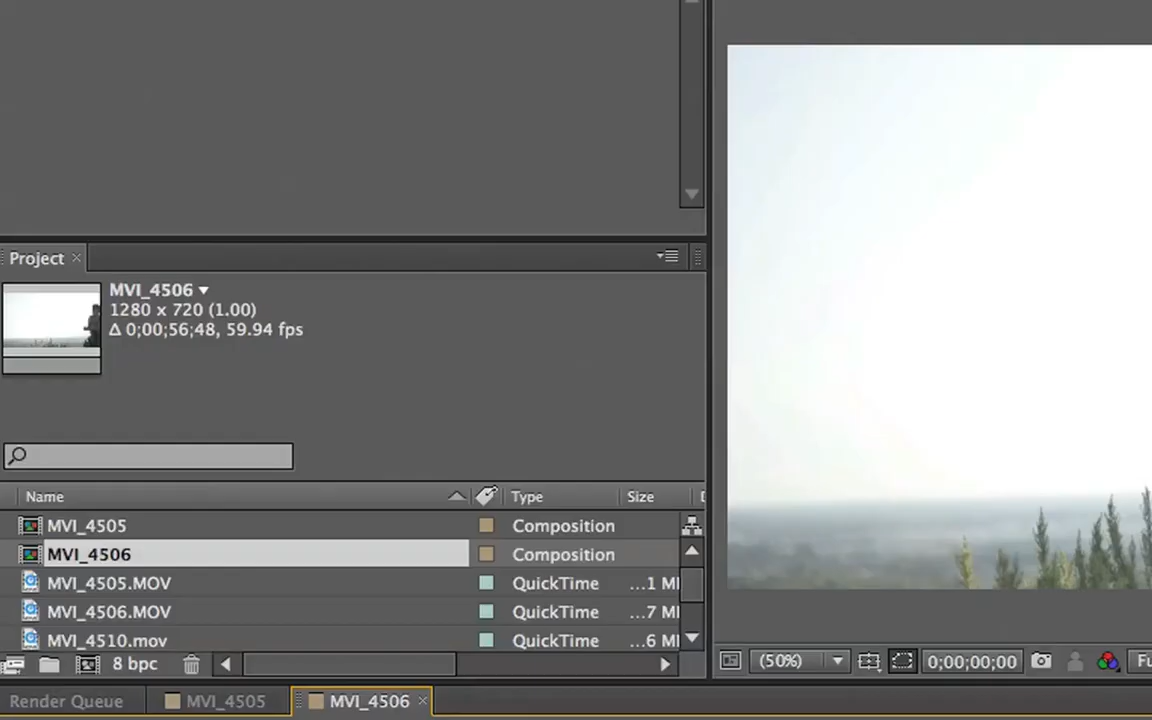 Project
MVI_4506
1280 x 720 (1.00)
Δ 0;00;56;48, 59.94 fps
Name Type Size
MVI_4505 Composition
MVI_4506 Composition
MVI_4505.MOV QuickTime ...1 M
MVI_4506.MOV QuickTime ...7 M
MVI_4510.mov QuickTime ...6 M
8 bpc
(50%) 0;00;00;00 Fu
Render Queue MVI_4505 MVI_4506